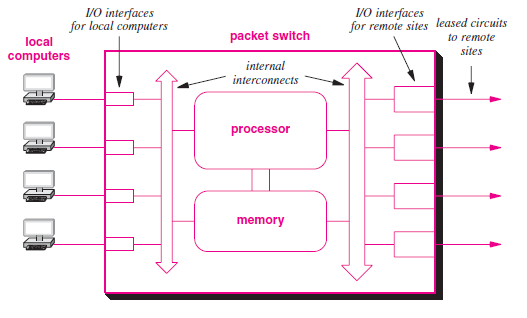 I/O interfaces
for local computers
I/O interfaces
for remote sites
leased circuits
to remote
sites
local
computers
packet switch
internal
interconnects
processor
memory